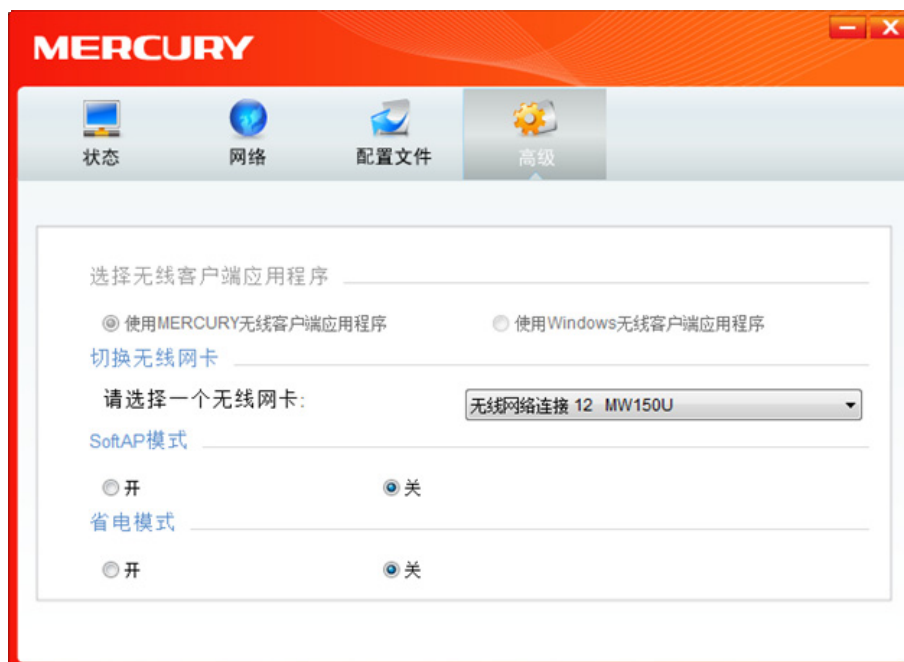 MERCURY
状态 网络 配置文件 高级
选择无线客户端应用程序
使用MERCURY无线客户端应用程序 使用Windows无线客户端应用程序
切换无线网卡
请选择一个无线网卡: 无线网络连接 12 MW150U
SoftAP模式
开 关
省电模式
开 关